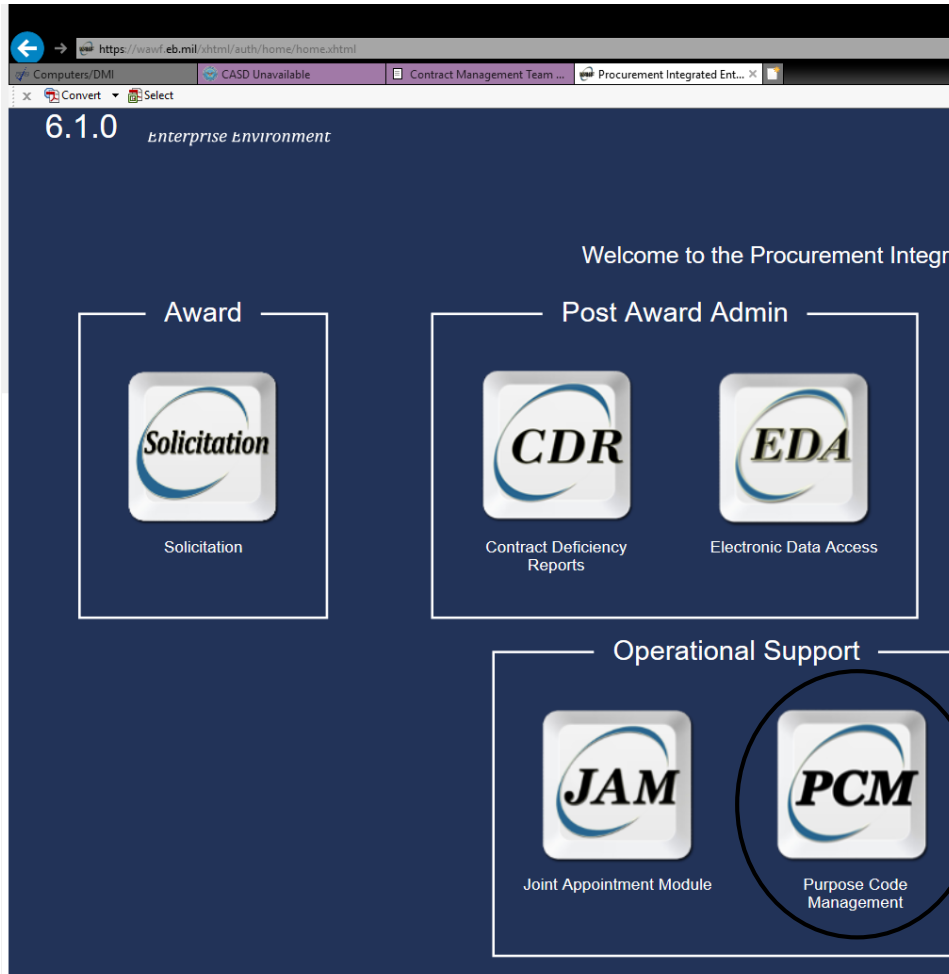 https://wawf.eb.mil/xhtml/auth/home/home.xhtml
Computers/DMI
CASD Unavailable
Contract Management Team ...
Procurement Integrated Ent... ×
x Convert Select
6.1.0 Enterprise Environment
Welcome to the Procurement Integr
Award
Post Award Admin
Solicitation
CDR
EDA
Solicitation
Contract Deficiency
Reports
Electronic Data Access
Operational Support
JAM
PCM
Joint Appointment Module
Purpose Code
Management